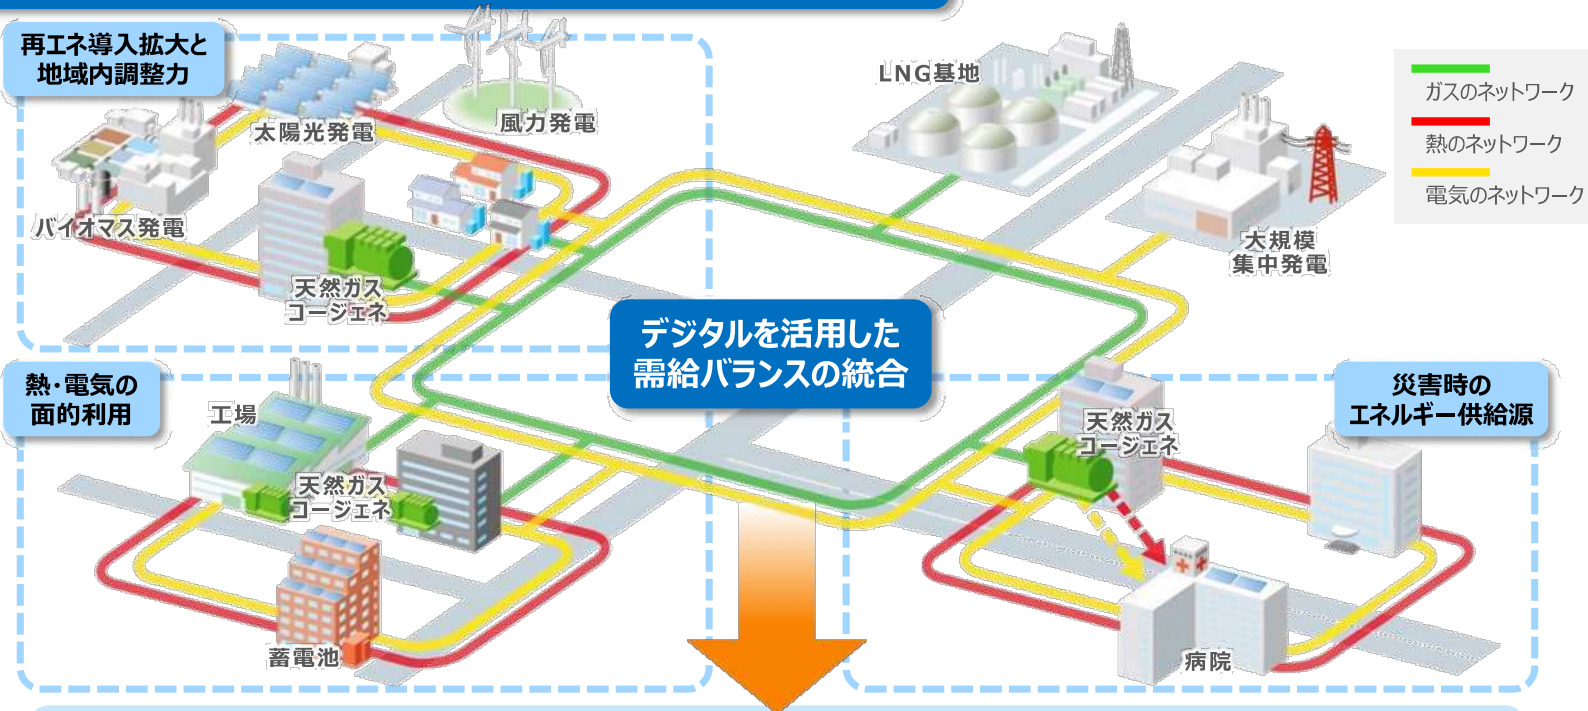 再エネ導入拡大と
地域内調整力
太陽光発電
風力発電
バイオマス発電
天然ガス
コージェネ
LNG基地
大規模
集中発電
ガスのネットワーク
熱のネットワーク
電気のネットワーク
デジタルを活用した
需給バランスの統合
熱・電気の
面的利用
工場
天然ガス
コージェネ
蓄電池
災害時の
エネルギー供給源
天然ガス
コージェネ
病院